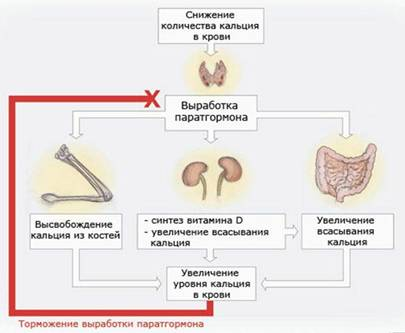 Снижение
количества кальция
в крови
Х
Выработка
паратгормона
Высвобождение
кальция из костей
- синтез витамина D
- увеличение всасывания
кальция
Увеличение
всасывания
кальция
Увеличение
уровня кальция
в крови
Торможение выработки паратгормона